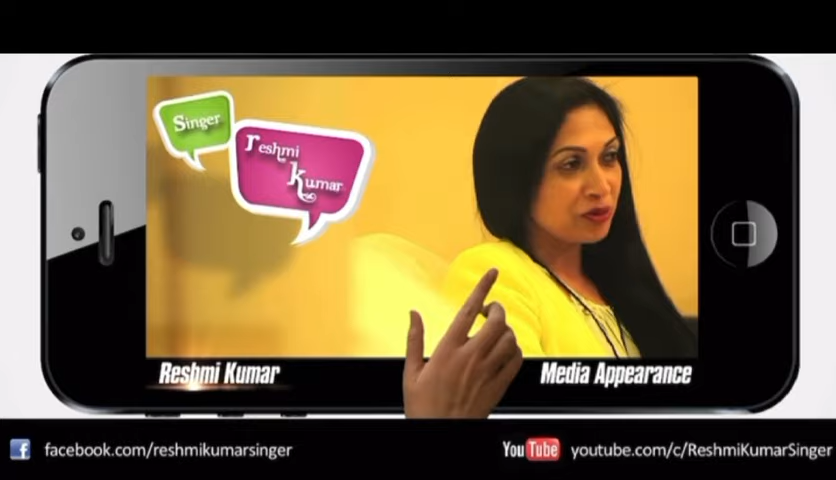 Singer
reshmi
kumar
Reshmi Kumar
Media Appearance
facebook.com/reshmikumarsinger
YouTube youtube.com/c/ReshmiKumarSinger